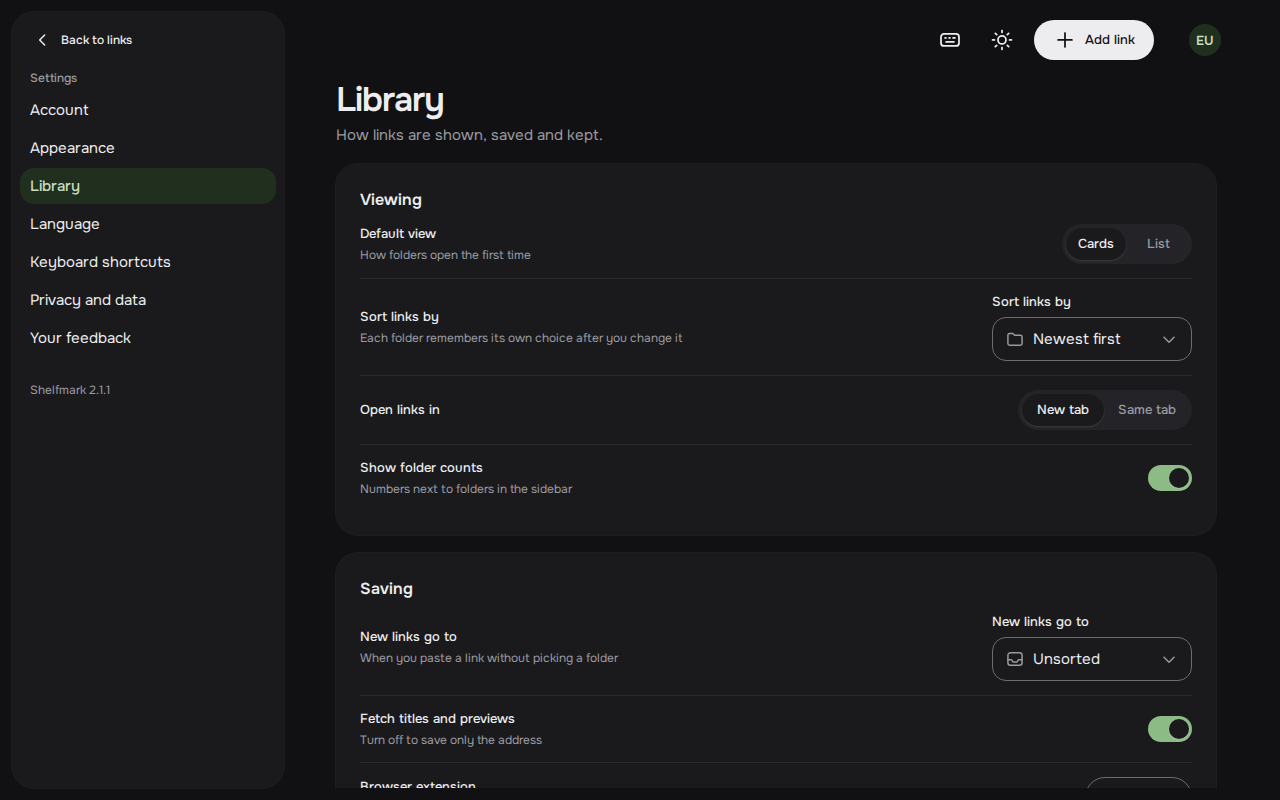 Back to links
Settings
Account
Appearance
Library
Language
Keyboard shortcuts
Privacy and data
Your feedback
Shelfmark 2.1.1
Add link
EU
Library
How links are shown, saved and kept.
Viewing
Default view
How folders open the first time
Cards
List
Sort links by
Each folder remembers its own choice after you change it
Sort links by
Newest first
Open links in
New tab
Same tab
Show folder counts
Numbers next to folders in the sidebar
Saving
New links go to
When you paste a link without picking a folder
New links go to
Unsorted
Fetch titles and previews
Turn off to save only the address
Browser extension